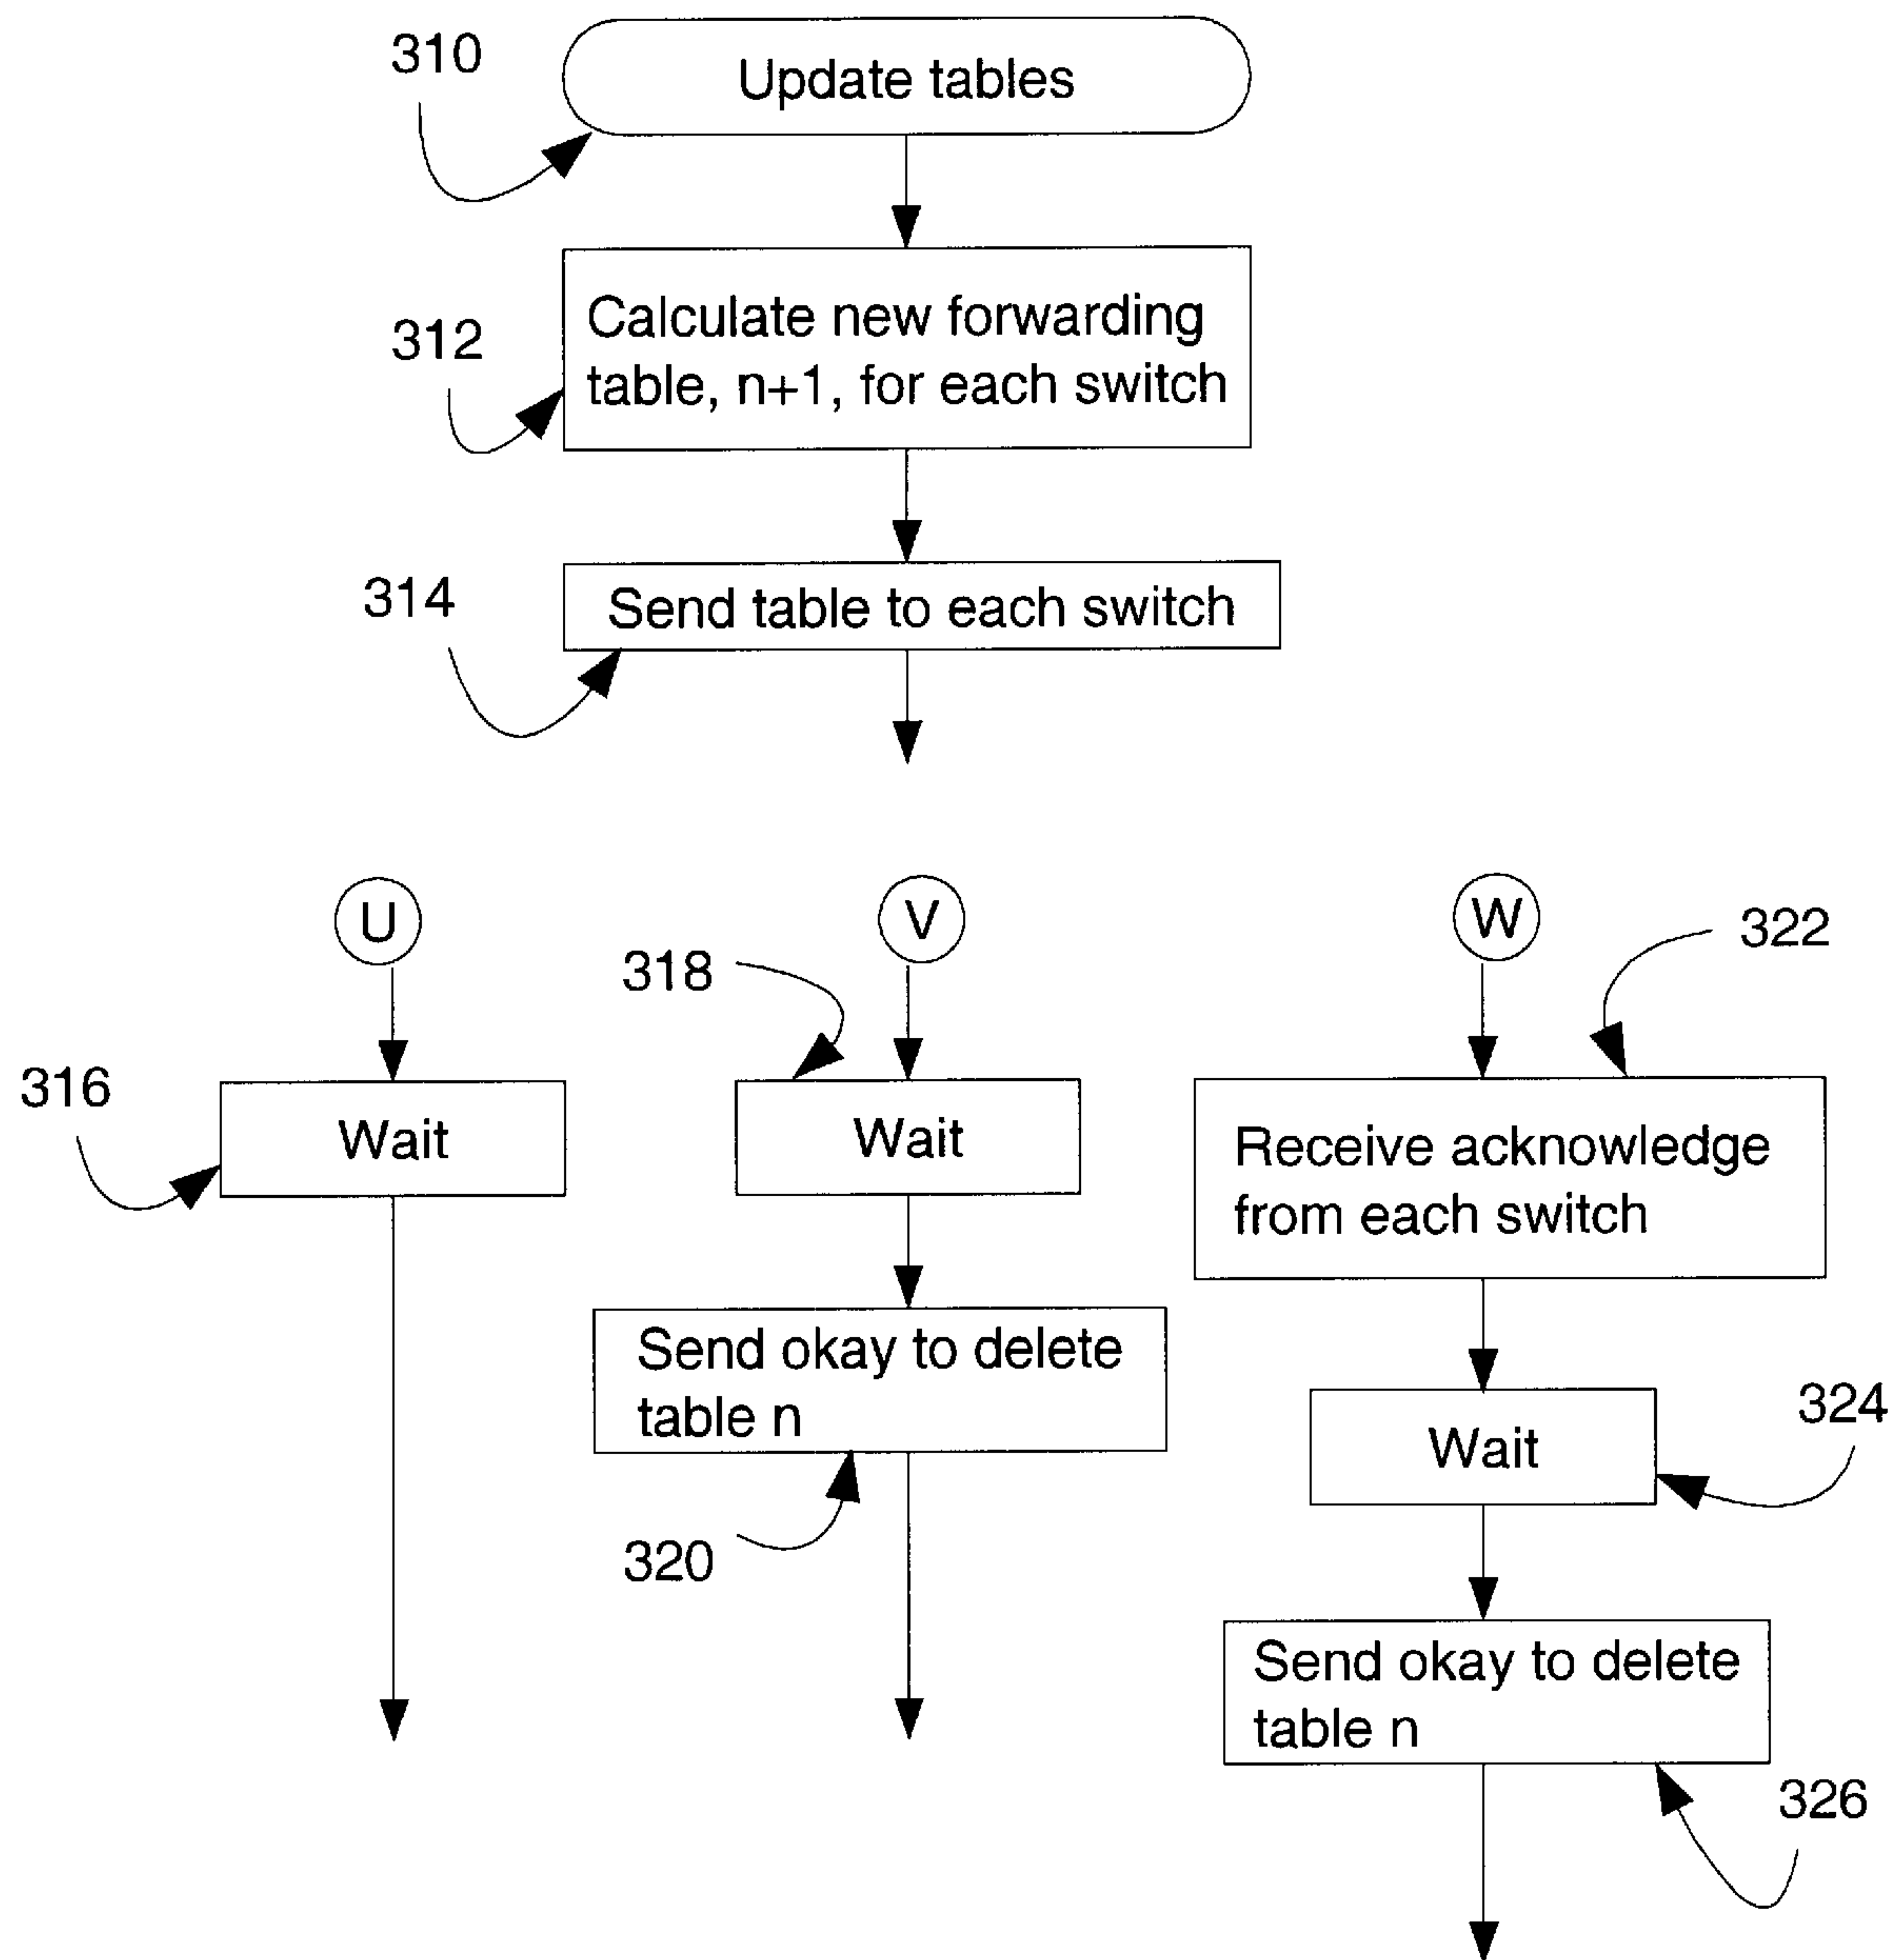 310
Update tables
312
Calculate new forwarding
table, n+1, for each switch
314
Send table to each switch
U
V
W
318
322
316
Wait
Wait
Receive acknowledge
from each switch
Send okay to delete
table n
320
Wait
324
Send okay to delete
table n
326